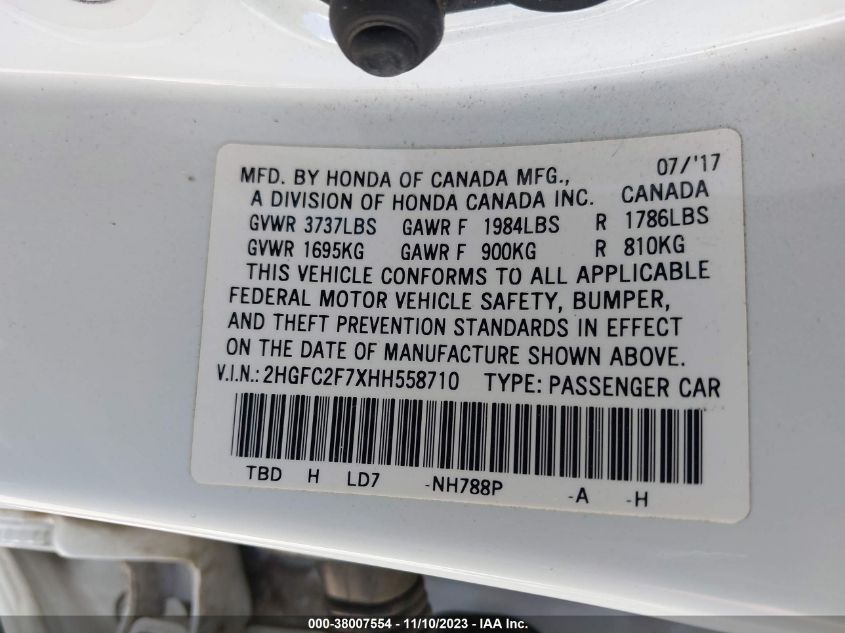 MFD. BY HONDA OF CANADA MFG., 07/'17
A DIVISION OF HONDA CANADA INC. CANADA
GVWR 3737LBS GAWR F 1984LBS R 1786LBS
GVWR 1695KG GAWR F 900KG R 810KG
THIS VEHICLE CONFORMS TO ALL APPLICABLE
FEDERAL MOTOR VEHICLE SAFETY, BUMPER,
AND THEFT PREVENTION STANDARDS IN EFFECT
ON THE DATE OF MANUFACTURE SHOWN ABOVE.
V.I.N.: 2HGFC2F7XHH558710 TYPE: PASSENGER CAR
TBD H LD7 -NH788P -A -H
000-38007554 - 11/10/2023 - IAA Inc.